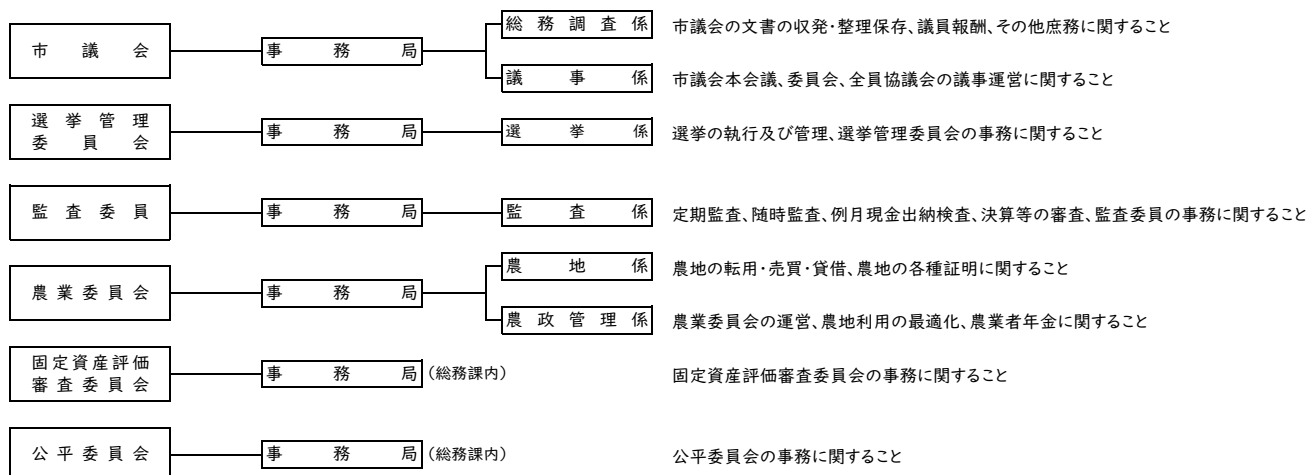 総務調査係 市議会の文書の収発・整理保存、議員報酬、その他庶務に関すること
市議会 事務局
議事係 市議会本会議、委員会、全員協議会の議事運営に関すること
選挙管理
委員会 事務局 選挙係 選挙の執行及び管理、選挙管理委員会の事務に関すること
監査委員 事務局 監査係 定期監査、随時監査、例月現金出納検査、決算等の審査、監査委員の事務に関すること
農地係 農地の転用・売買・貸借、農地の各種証明に関すること
農業委員会 事務局
農政管理係 農業委員会の運営、農地利用の最適化、農業者年金に関すること
固定資産評価
審査委員会 事務局 (総務課内) 固定資産評価審査委員会の事務に関すること
公平委員会 事務局 (総務課内) 公平委員会の事務に関すること